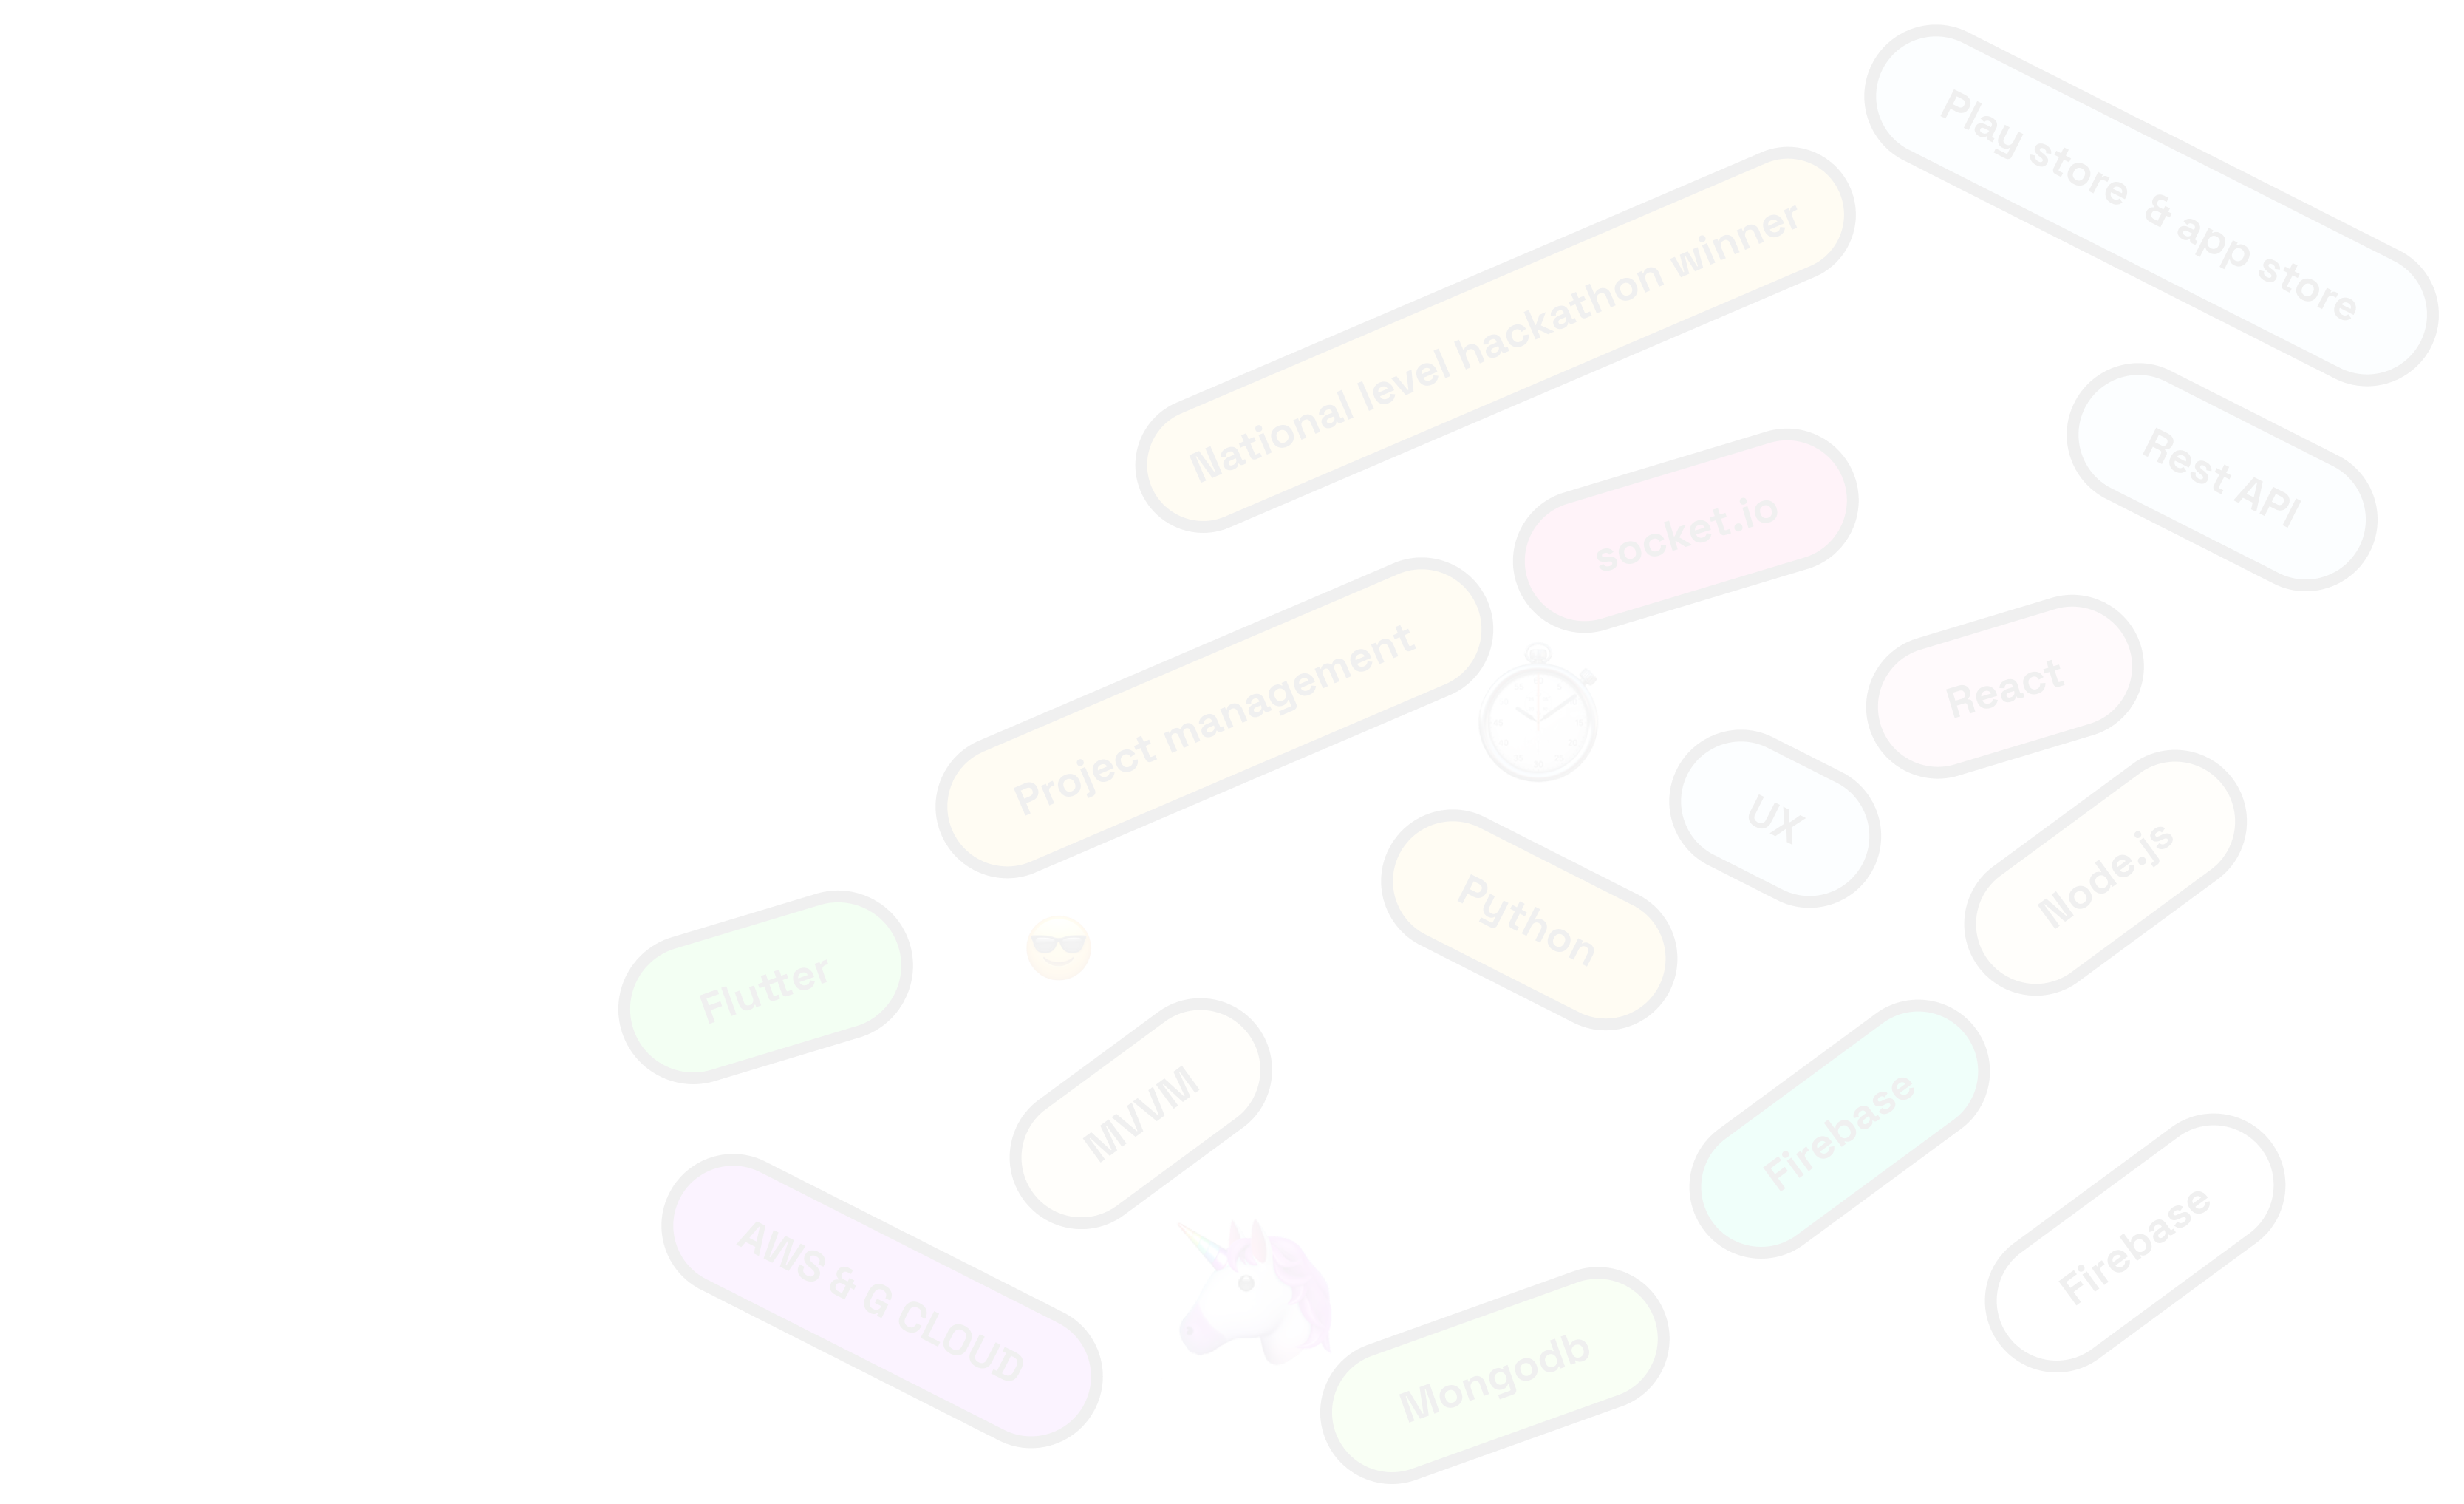 Play store & app store
National level hackathon winner
Rest API
socket.io
React
Project management
UX
Node.js
Python
Flutter
MVVM
Firebase
AWS & G CLOUD
Firebase
Mongodb